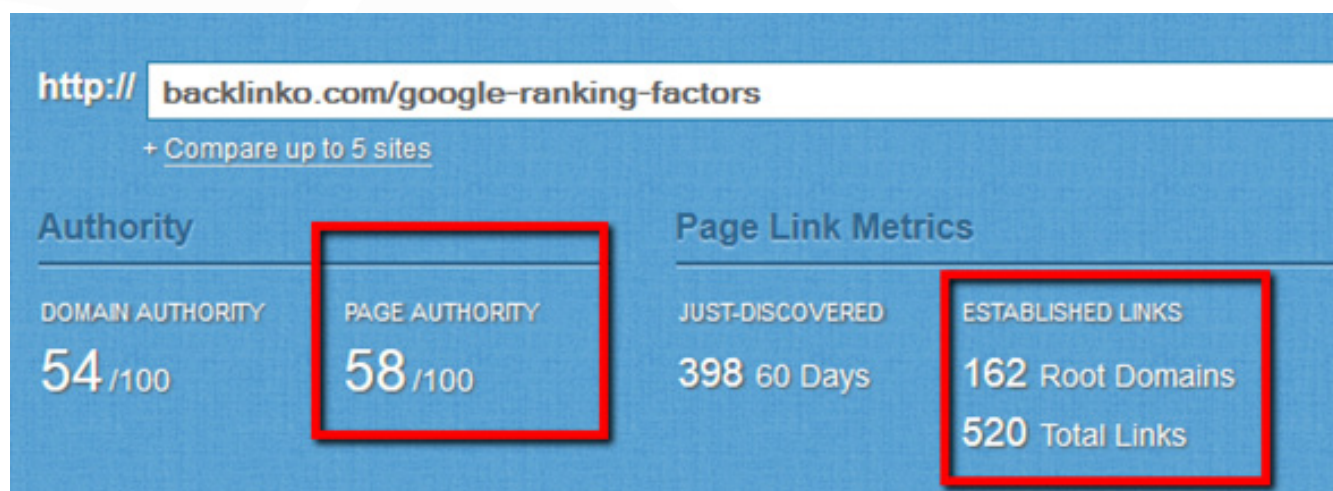 http:// backlinko.com/google-ranking-factors
+ Compare up to 5 sites
Authority
Page Link Metrics
DOMAIN AUTHORITY
PAGE AUTHORITY
JUST-DISCOVERED
ESTABLISHED LINKS
54 /100
58 /100
398 60 Days
162 Root Domains
520 Total Links